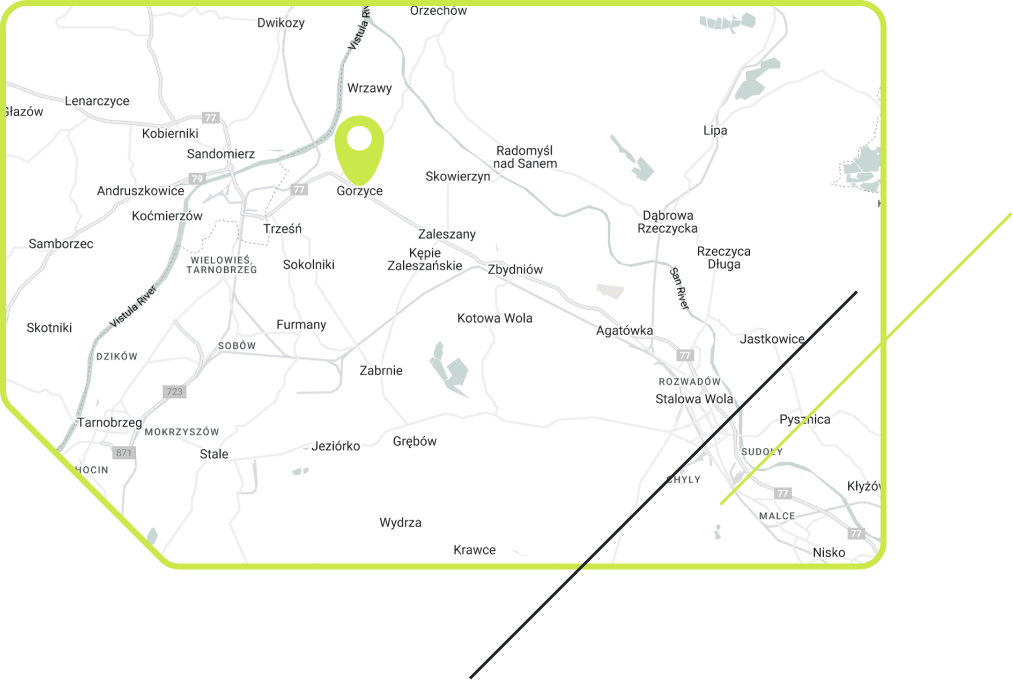 Orzechów
Dwikozy
Vistula Riv
Wrzawy
Lenarczyce
Głazów
77
Kobierniki
Lipa
Sandomierz
Radomyśl
nad Sanem
79
Skowierzyn
Andruszkowice
77
Gorzyce
Koćmierzów
Dąbrowa
Rzeczycka
Trześń
Zaleszany
Samborzec
Rzeczyca
Długa
Kępie
Zaleszańskie
WIELOWIEŚ,
TARNOBRZEG
Sokolniki
Zbydniów
San River
Vistula River
Kotowa Wola
Skotniki
Furmany
Agatówka
Jastkowice
SOBÓW
DZIKÓW
77
Zabrnie
ROZWADÓW
723
Stalowa Wola
Tarnobrzeg
Pysznica
MOKRZYSZÓW
Jeziórko
Grębów
871
Stale
SUDOŁY
HOCIN
CHYLY
Kłyżów
77
MALCE
Wydrza
77
Krawce
Nisko